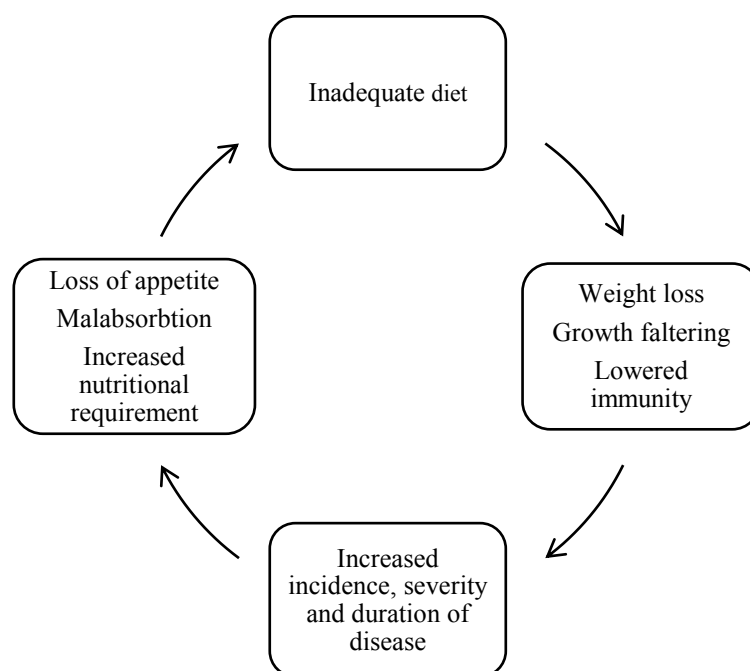 Inadequate diet
Weight loss
Growth faltering
Lowered
immunity
Increased
incidence, severity
and duration of
disease
Loss of appetite
Malabsorbtion
Increased
nutritional
requirement